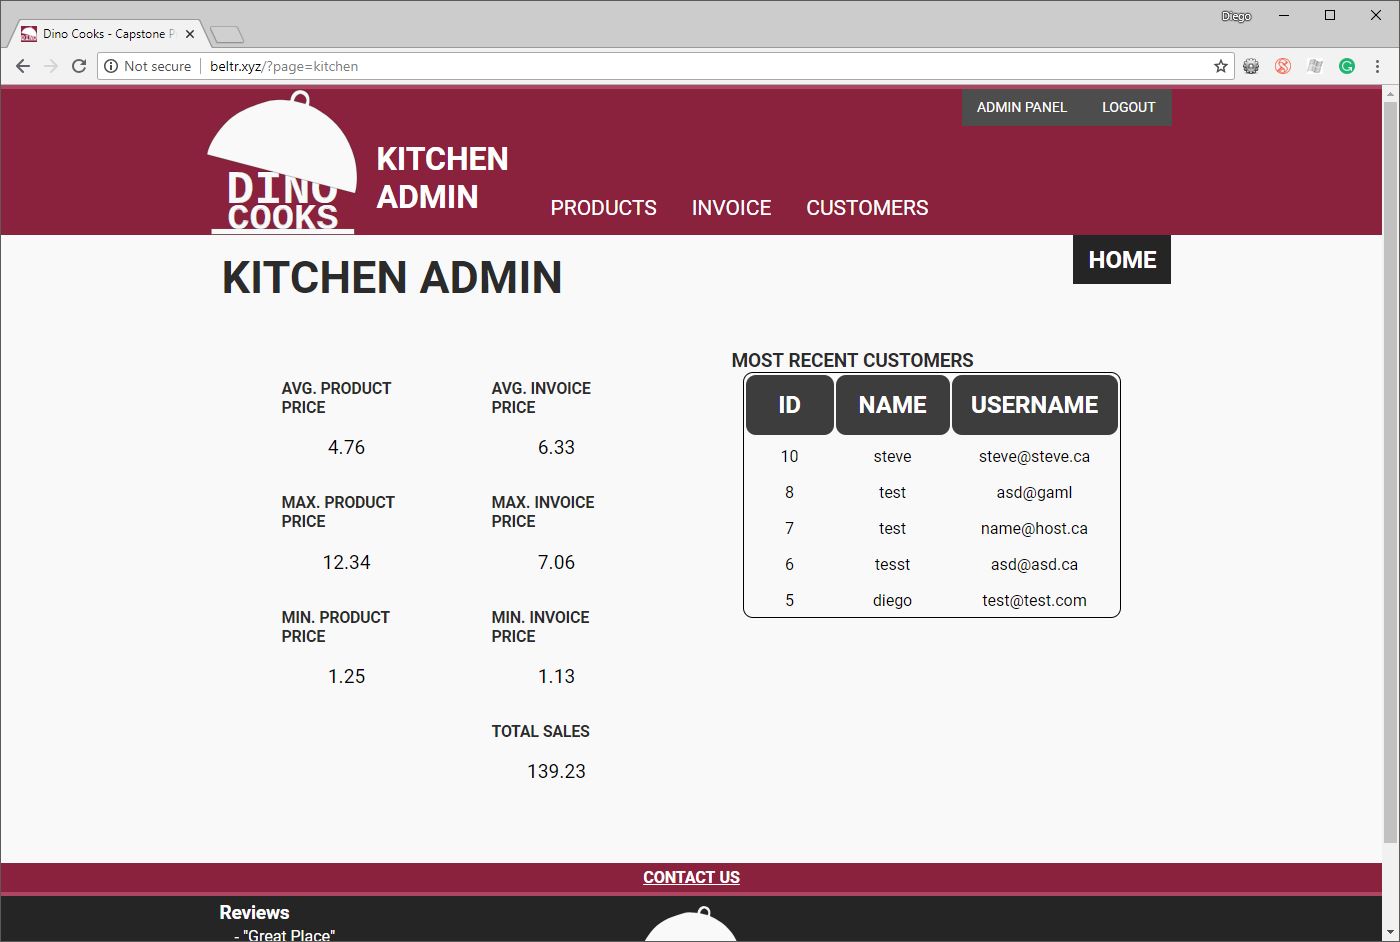 Diego
Dino Cooks - Capstone P
Not secure beltr.xyz/?page=kitchen
ADMIN PANEL LOGOUT
DINO
COOKS
KITCHEN
ADMIN
PRODUCTS INVOICE CUSTOMERS
HOME
KITCHEN ADMIN
AVG. PRODUCT
PRICE
4.76
AVG. INVOICE
PRICE
6.33
MAX. PRODUCT
PRICE
12.34
MAX. INVOICE
PRICE
7.06
MIN. PRODUCT
PRICE
1.25
MIN. INVOICE
PRICE
1.13
TOTAL SALES
139.23
MOST RECENT CUSTOMERS
ID NAME USERNAME
10 steve steve@steve.ca
8 test asd@gaml
7 test name@host.ca
6 tesst asd@asd.ca
5 diego test@test.com
CONTACT US
Reviews
- "Great Place"